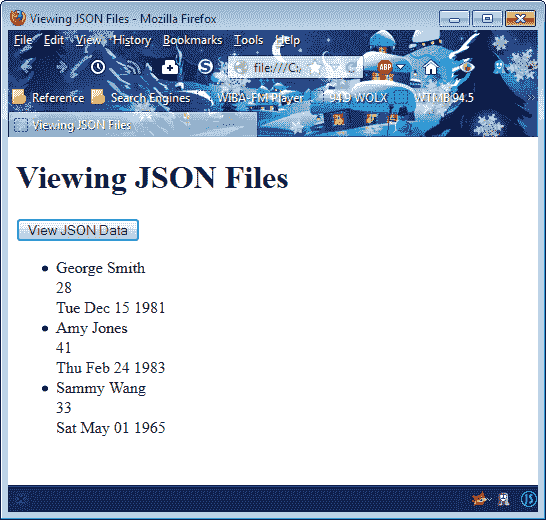 Viewing JSON Files - Mozilla Firefox
File Edit View History Bookmarks Tools Help
file:///C:/ ABP
Reference Search Engines WIBA-FM Player 94.9 WOLX WTMB 94.5
Viewing JSON Files
Viewing JSON Files
View JSON Data
George Smith
28
Tue Dec 15 1981
Amy Jones
41
Thu Feb 24 1983
Sammy Wang
33
Sat May 01 1965
JS